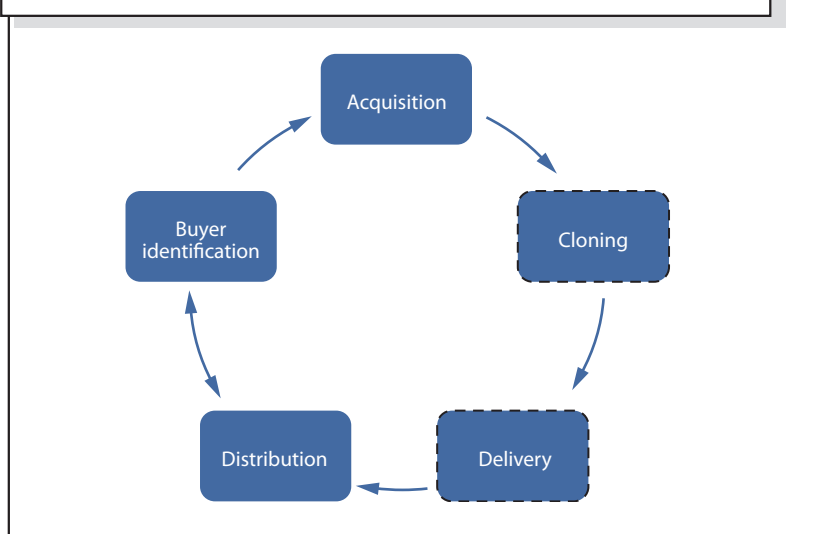 Acquisition
Cloning
Delivery
Distribution
Buyer
identification